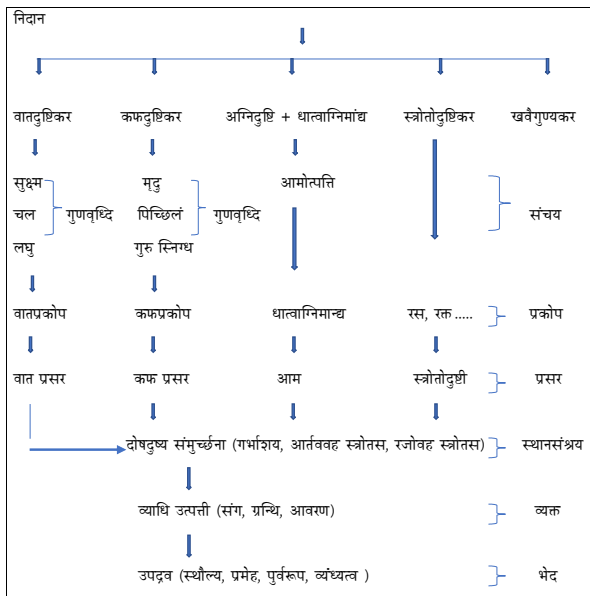 निदान
वातदुष्टिकर कफदुष्टिकर अग्निदुष्टि + धात्वाग्निमांद्य स्त्रोतोदुष्टिकर खवैगुण्यकर
सुक्ष्म मृदु आमोत्पत्ति
चल गुणवृध्दि पिच्छिलं गुणवृध्दि संचय
लघु गुरु स्निग्ध
वातप्रकोप कफप्रकोप धात्वाग्निमान्द्य रस, रक्त ..... प्रकोप
वात प्रसर कफ प्रसर आम स्त्रोतोदुष्टी प्रसर
दोषदुष्य संमुर्च्छना (गर्भाशय, आर्तववह स्त्रोतस, रजोवह स्त्रोतस) स्थानसंश्रय
व्याधि उत्पत्ती (संग, ग्रन्थि, आवरण) व्यक्त
उपद्रव (स्थौल्य, प्रमेह, पुर्वरूप, व्यंध्यत्व ) भेद